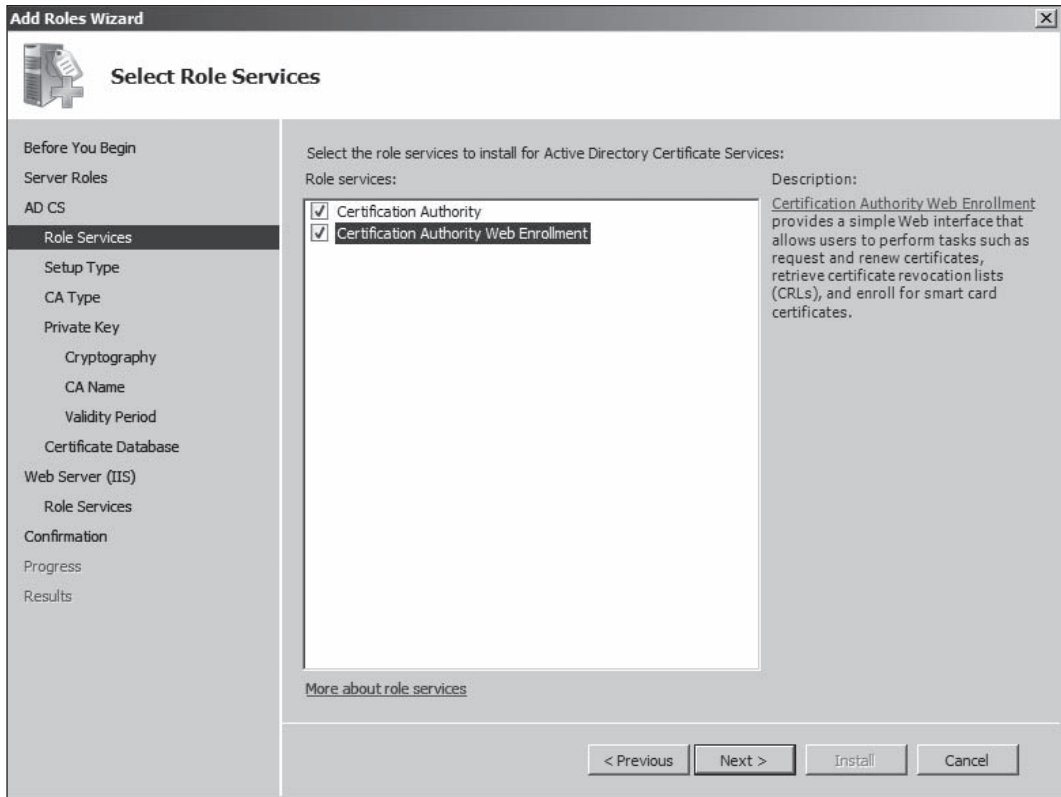 Add Roles Wizard
Select Role Services
Before You Begin
Server Roles
AD CS
Role Services
Setup Type
CA Type
Private Key
Cryptography
CA Name
Validity Period
Certificate Database
Web Server (IIS)
Role Services
Confirmation
Progress
Results
Select the role services to install for Active Directory Certificate Services:
Role services:
Certification Authority
Certification Authority Web Enrollment
More about role services
Description:
Certification Authority Web Enrollment
provides a simple Web interface that
allows users to perform tasks such as
request and renew certificates,
retrieve certificate revocation lists
(CRLs), and enroll for smart card
certificates.
< Previous
Next >
Install
Cancel